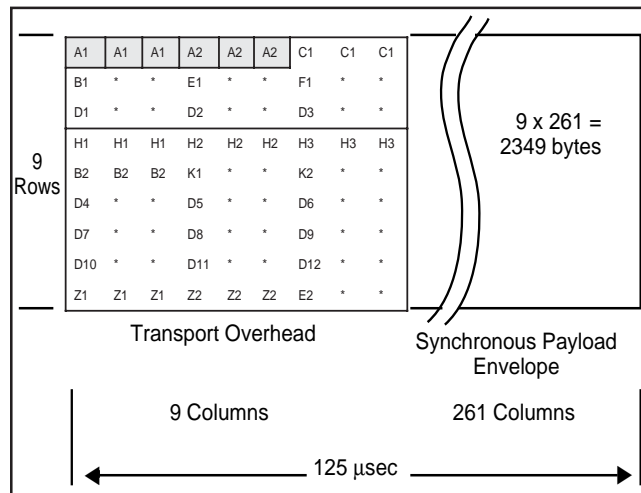 A1 A1 A1 A2 A2 A2 C1 C1 C1
B1 * * E1 * * F1 * *
D1 * * D2 * * D3 * *
H1 H1 H1 H2 H2 H2 H3 H3 H3
B2 B2 B2 K1 * * K2 * *
D4 * * D5 * * D6 * *
D7 * * D8 * * D9 * *
D10 * * D11 * * D12 * *
Z1 Z1 Z1 Z2 Z2 Z2 E2 * *
9
Rows
9 x 261 =
2349 bytes
Transport Overhead
Synchronous Payload
Envelope
9 Columns
261 Columns
125 μsec